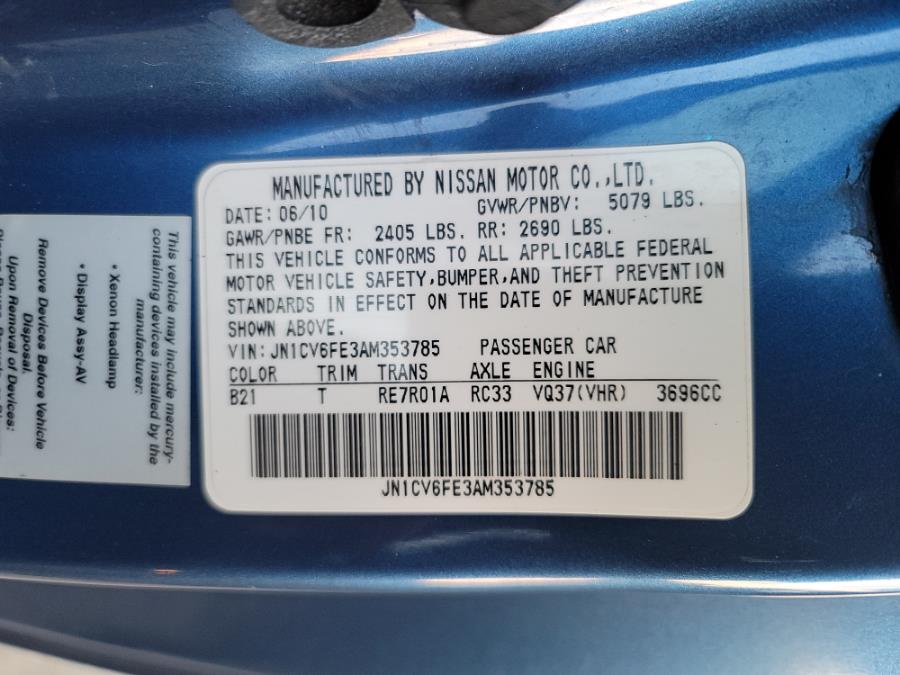 MANUFACTURED BY NISSAN MOTOR CO.,LTD.
DATE: 06/10 GVWR/PNBV: 5079 LBS.
GAWR/PNBE FR: 2405 LBS. RR: 2690 LBS.
THIS VEHICLE CONFORMS TO ALL APPLICABLE FEDERAL
MOTOR VEHICLE SAFETY,BUMPER,AND THEFT PREVENTION
STANDARDS IN EFFECT ON THE DATE OF MANUFACTURE
SHOWN ABOVE.
VIN:JN1CV6FE3AM353785 PASSENGER CAR
COLOR TRIM TRANS AXLE ENGINE
B21 T RE7R01A RC33 VQ37(VHR) 3696CC
JN1CV6FE3AM353785
This vehicle may include mercury-
containing devices installed by the
manufacturer:
• Xenon Headlamp
• Display Assy-AV
Remove Devices Before Vehicle
Disposal.
Upon Removal of Devices: